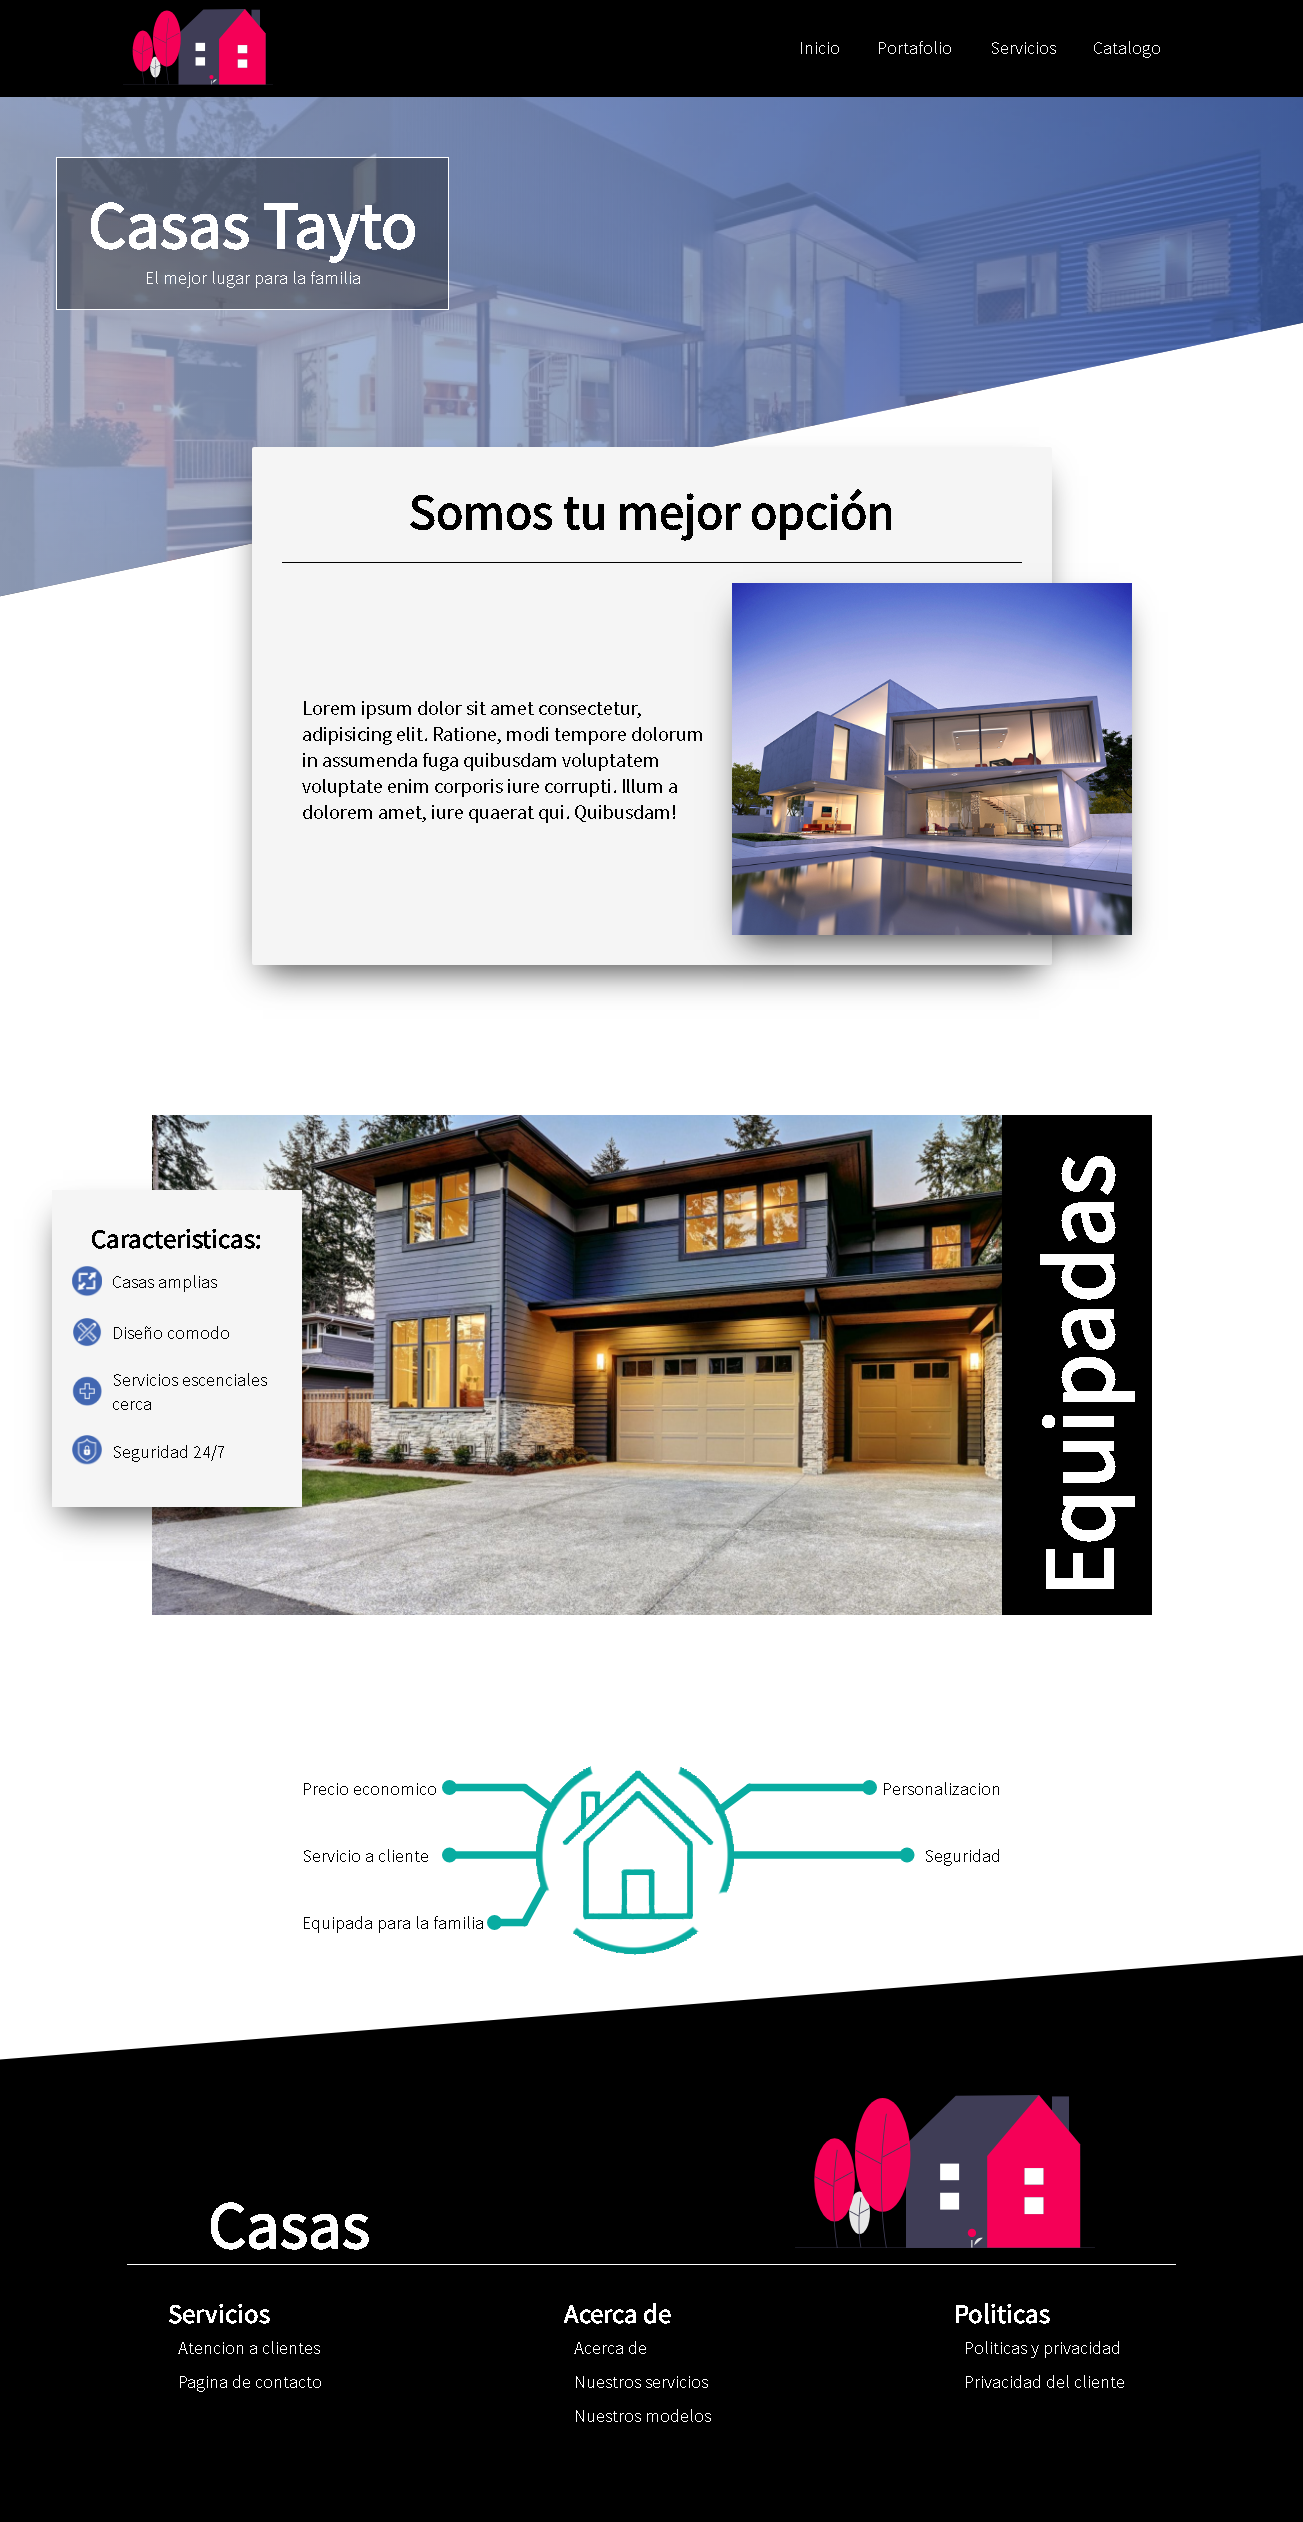 Inicio Portafolio Servicios Catalogo
Casas Tayto
El mejor lugar para la familia
Somos tu mejor opción
Lorem ipsum dolor sit amet consectetur,
adipisicing elit. Ratione, modi tempore dolorum
in assumenda fuga quibusdam voluptatem
voluptate enim corporis iure corrupti. Illum a
dolorem amet, iure quaerat qui. Quibusdam!
Equipadas
Caracteristicas:
Casas amplias
Diseño comodo
Servicios escenciales
cerca
Seguridad 24/7
Precio economico
Personalizacion
Servicio a cliente
Seguridad
Equipada para la familia
Casas
Servicios
Atencion a clientes
Pagina de contacto
Acerca de
Acerca de
Nuestros servicios
Nuestros modelos
Politicas
Politicas y privacidad
Privacidad del cliente